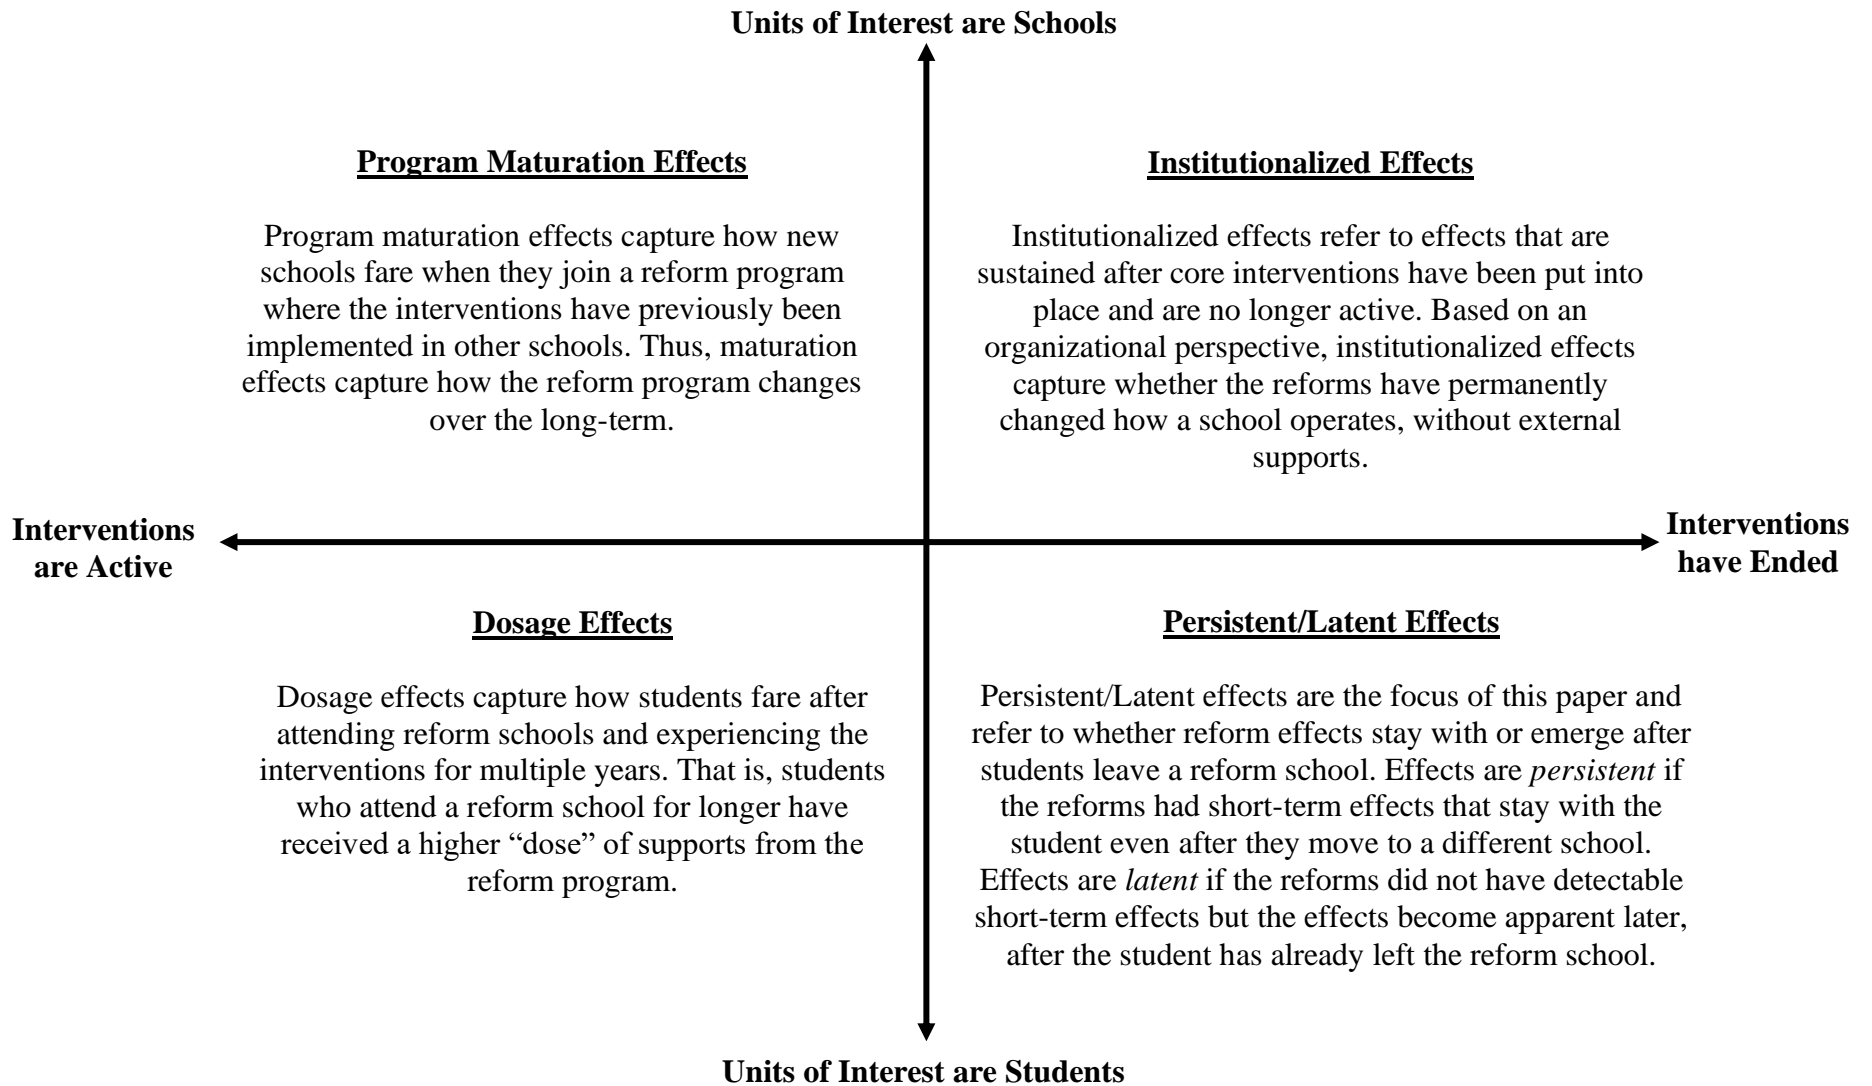 Units of Interest are Schools
Program Maturation Effects
Program maturation effects capture how new
schools fare when they join a reform program
where the interventions have previously been
implemented in other schools. Thus, maturation
effects capture how the reform program changes
over the long-term.
Institutionalized Effects
Institutionalized effects refer to effects that are
sustained after core interventions have been put into
place and are no longer active. Based on an
organizational perspective, institutionalized effects
capture whether the reforms have permanently
changed how a school operates, without external
supports.
Interventions
are Active
Interventions
have Ended
Dosage Effects
Dosage effects capture how students fare after
attending reform schools and experiencing the
interventions for multiple years. That is, students
who attend a reform school for longer have
received a higher “dose” of supports from the
reform program.
Persistent/Latent Effects
Persistent/Latent effects are the focus of this paper and
refer to whether reform effects stay with or emerge after
students leave a reform school. Effects are persistent if
the reforms had short-term effects that stay with the
student even after they move to a different school.
Effects are latent if the reforms did not have detectable
short-term effects but the effects become apparent later,
after the student has already left the reform school.
Units of Interest are Students